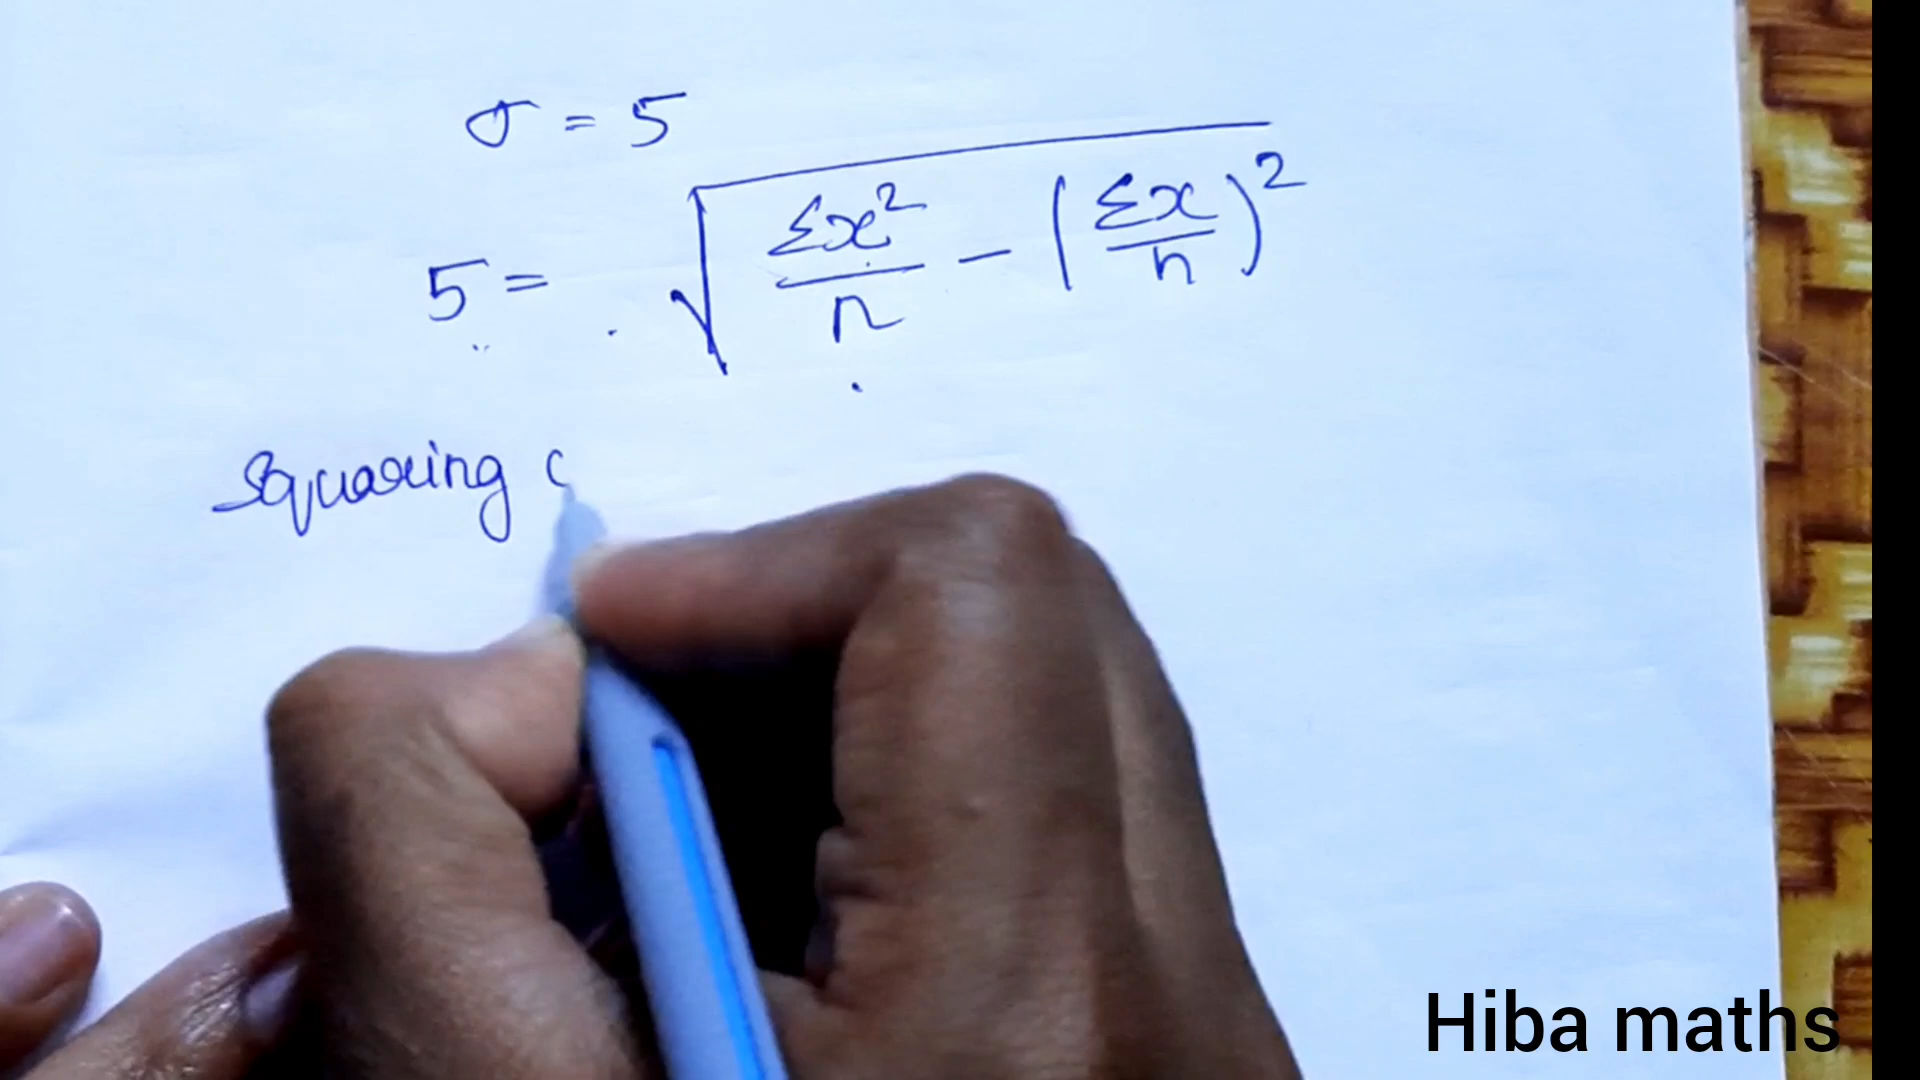 σ = 5
5 = √(Σx²/n − (Σx/n)²)
Squaring
Hiba maths